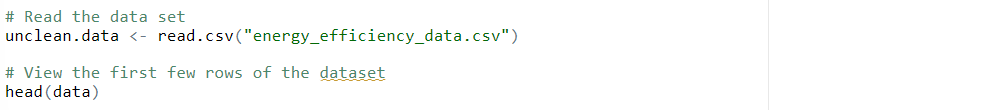 # Read the data set
unclean.data <- read.csv("energy_efficiency_data.csv")
# View the first few rows of the dataset
head(data)